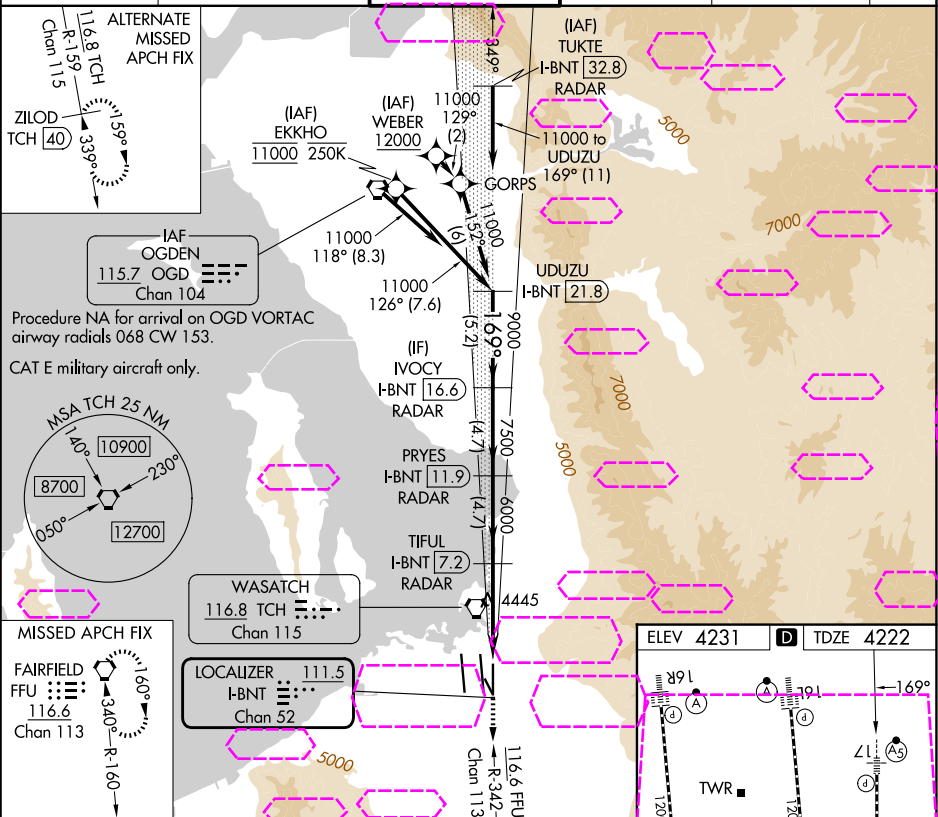 ALTERNATE
MISSED
APCH FIX
116.8 TCH
R-159
Chan 115
ZILOD
TCH 40
159°
339°
349°
(IAF)
TUKTE
I-BNT 32.8
RADAR
11000 to
UDUZU
169° (11)
(IAF)
WEBER
12000
11000
129°
(2)
(IAF)
EKKHO
11000 250K
GORPS
11000
152°
(6)
11000
118° (8.3)
11000
126° (7.6)
IAF
OGDEN
115.7 OGD
Chan 104
Procedure NA for arrival on OGD VORTAC
airway radials 068 CW 153.
CAT E military aircraft only.
UDUZU
I-BNT 21.8
169°
9000
(5.2)
(IF)
IVOCY
I-BNT 16.6
RADAR
7500
(4.7)
PRYES
I-BNT 11.9
RADAR
6000
(4.7)
TIFUL
I-BNT 7.2
RADAR
4445
5000
7000
7000
5000
5000
MSA TCH 25 NM
140°
10900
230°
8700
050°
12700
WASATCH
116.8 TCH
Chan 115
LOCALIZER 111.5
I-BNT
Chan 52
MISSED APCH FIX
FAIRFIELD
FFU
116.6
Chan 113
160°
340°
R-160
116.6 FFU
R-342
Chan 113
ELEV 4231 D TDZE 4222
169°
16R
A
P
A
16L
P
17
A5
P
TWR
120
120